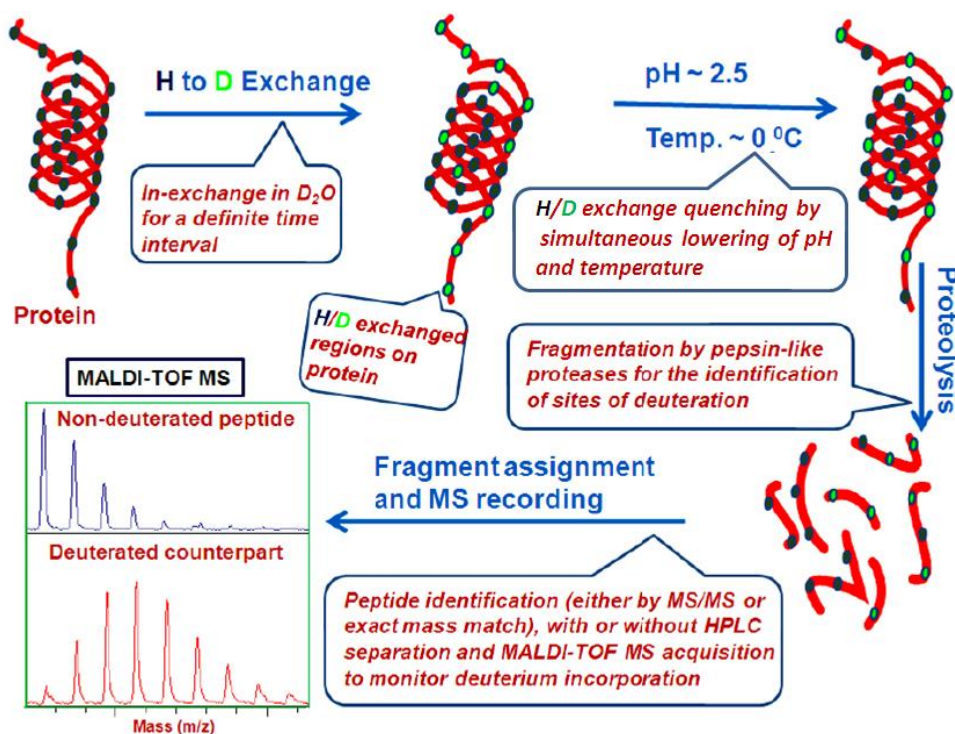 H to D Exchange
In-exchange in D₂O
for a definite time
interval
Protein
H/D exchanged
regions on
protein
pH ~ 2.5
Temp. ~ 0 ⁰C
H/D exchange quenching by
simultaneous lowering of pH
and temperature
Proteolysis
Fragmentation by pepsin-like
proteases for the identification
of sites of deuteration
Fragment assignment
and MS recording
Peptide identification (either by MS/MS or
exact mass match), with or without HPLC
separation and MALDI-TOF MS acquisition
to monitor deuterium incorporation
MALDI-TOF MS
Non-deuterated peptide
Deuterated counterpart
Mass (m/z)